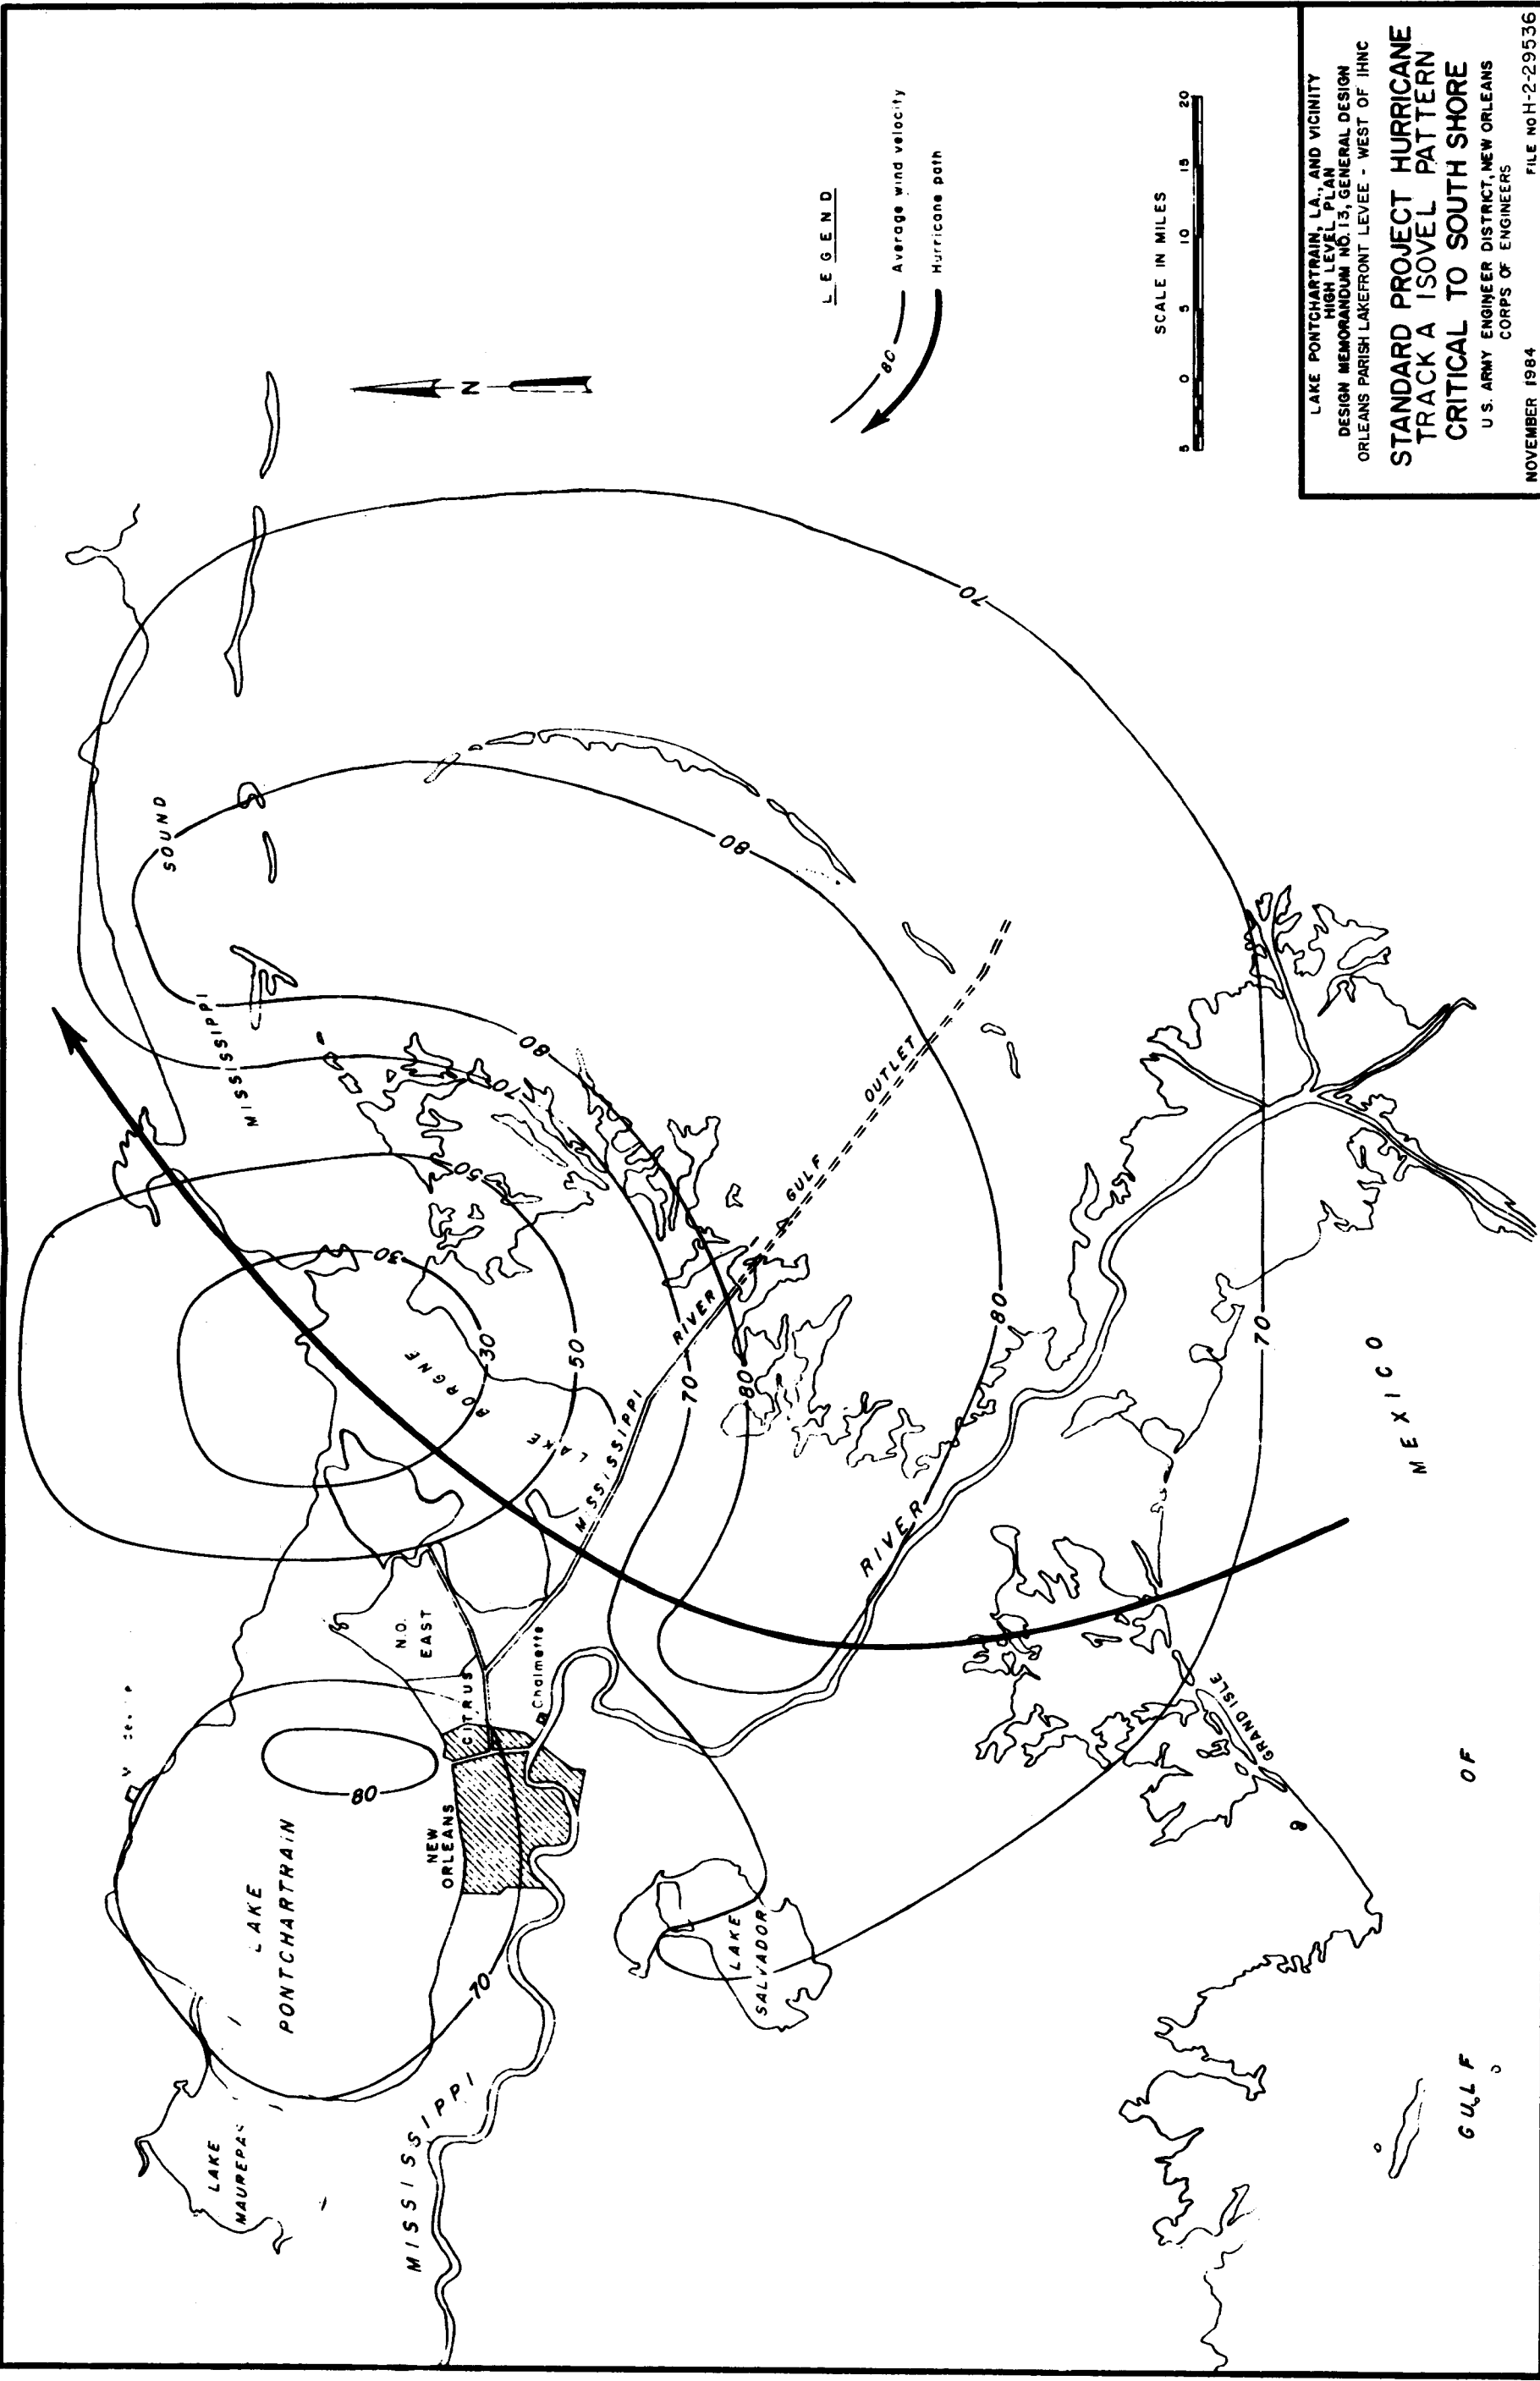 LAKE
MAUREPAS
LAKE
PONTCHARTRAIN
80
70
MISSISSIPPI
NEW
ORLEANS
CITRUS
N.O.
EAST
Chalmette
LAKE
SALVADOR
LAKE BORGNE
30
30
50
50
MISSISSIPPI SOUND
MISSISSIPPI RIVER GULF OUTLET
70
70
80
80
80
80
70
70
RIVER
GRAND ISLE
GULF OF MEXICO
N
LEGEND
80
Average wind velocity
Hurricane path
SCALE IN MILES
5 0 5 10 15 20
LAKE PONTCHARTRAIN, LA., AND VICINITY
HIGH LEVEL PLAN
DESIGN MEMORANDUM NO. 13, GENERAL DESIGN
ORLEANS PARISH LAKEFRONT LEVEE - WEST OF IHNC
STANDARD PROJECT HURRICANE
TRACK A ISOVEL PATTERN
CRITICAL TO SOUTH SHORE
U S. ARMY ENGINEER DISTRICT, NEW ORLEANS
CORPS OF ENGINEERS
NOVEMBER 1984 FILE NO H-2-29536